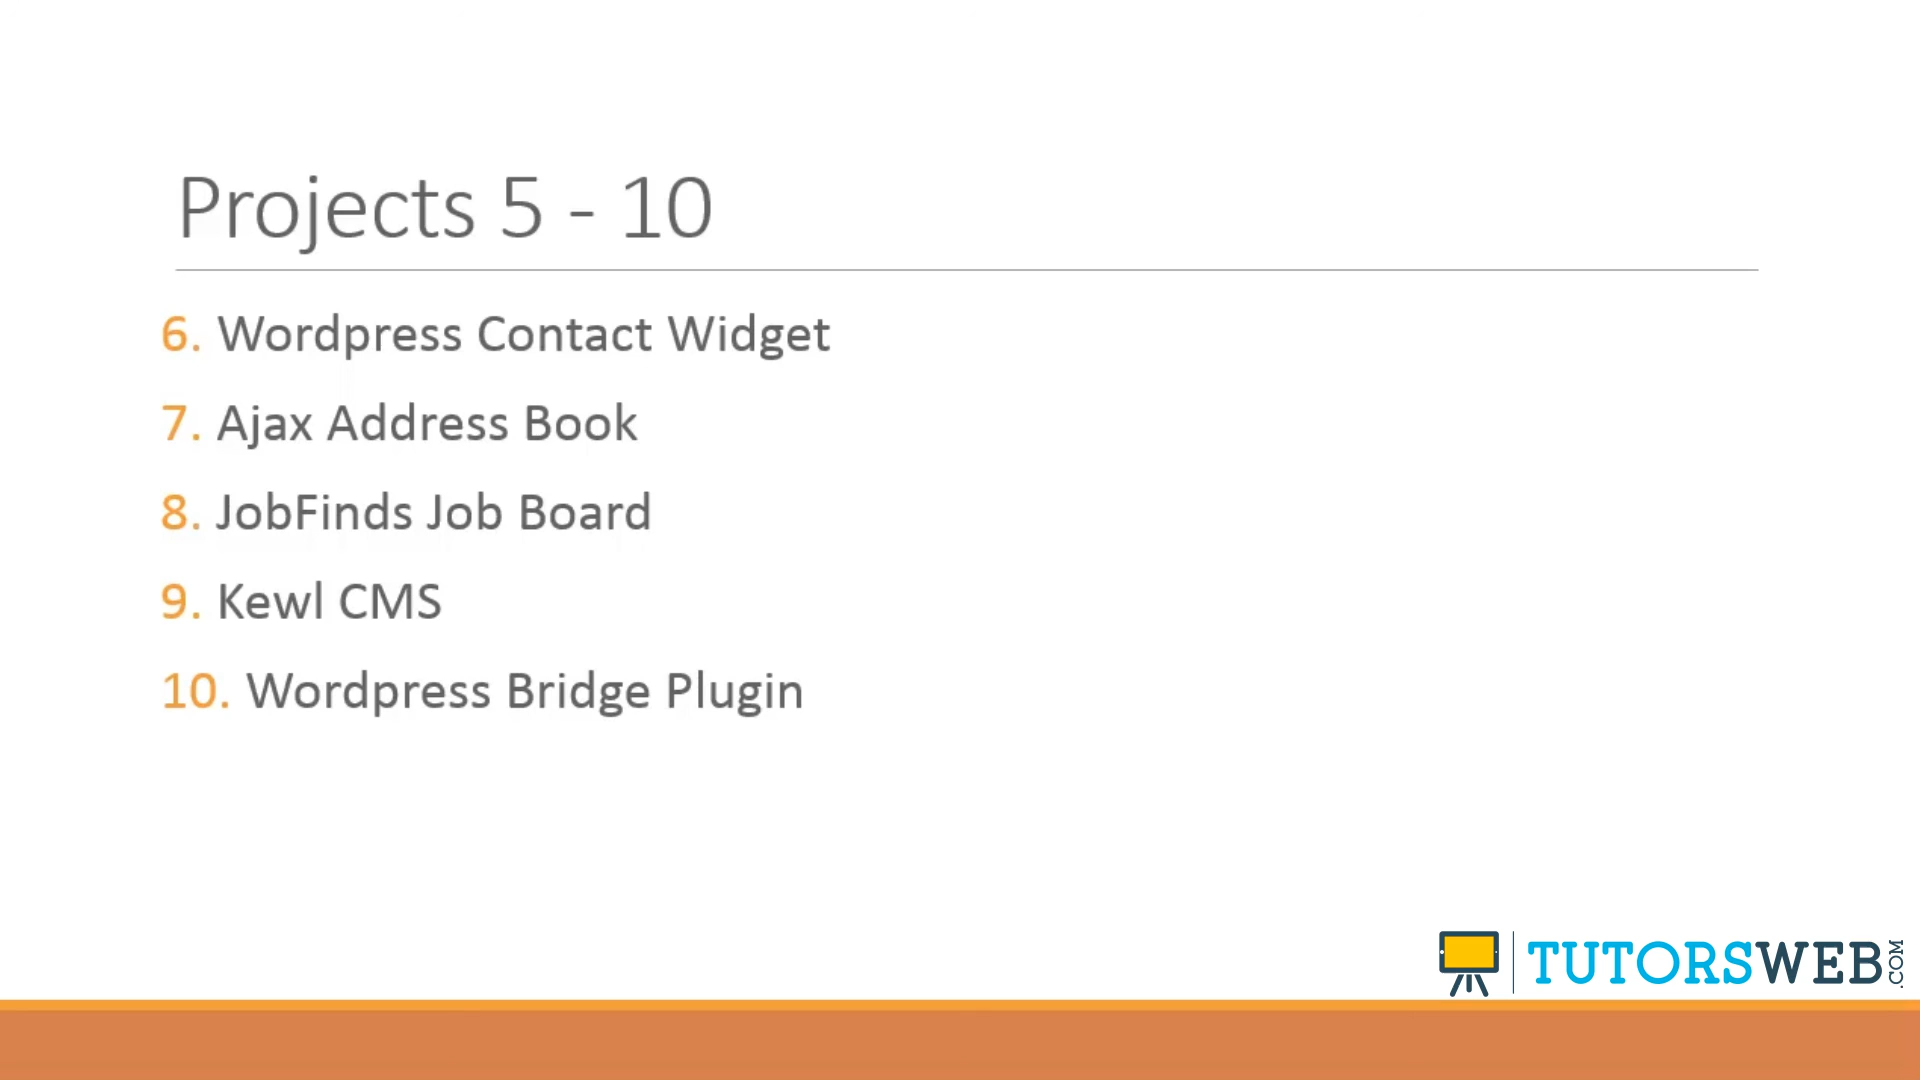 Projects 5 - 10
6. Wordpress Contact Widget
7. Ajax Address Book
8. JobFinds Job Board
9. Kewl CMS
10. Wordpress Bridge Plugin
TUTORSWEB.COM